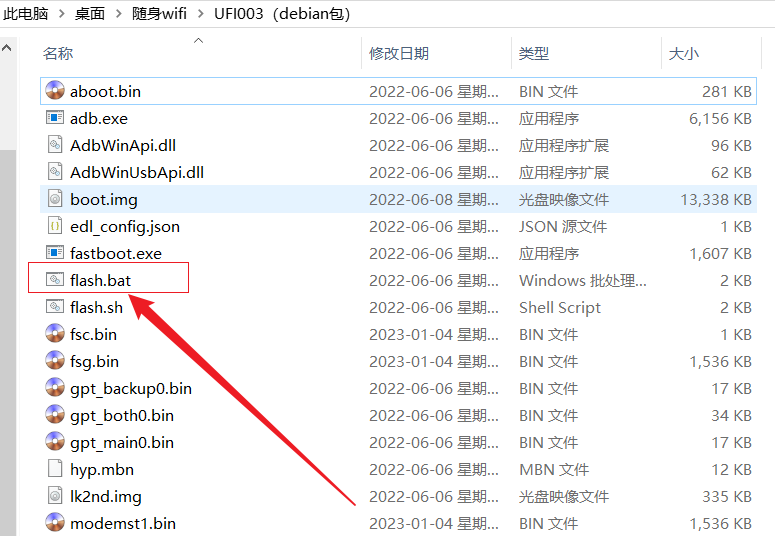 此电脑 > 桌面 > 随身wifi > UFI003（debian包）
名称 修改日期 类型 大小
aboot.bin 2022-06-06 星期... BIN 文件 281 KB
adb.exe 2022-06-06 星期... 应用程序 6,156 KB
AdbWinApi.dll 2022-06-06 星期... 应用程序扩展 96 KB
AdbWinUsbApi.dll 2022-06-06 星期... 应用程序扩展 62 KB
boot.img 2022-06-08 星期... 光盘映像文件 13,338 KB
edl_config.json 2022-06-06 星期... JSON 源文件 1 KB
fastboot.exe 2022-06-06 星期... 应用程序 1,607 KB
flash.bat 2022-06-06 星期... Windows 批处理... 2 KB
flash.sh 2022-06-06 星期... Shell Script 2 KB
fsc.bin 2023-01-04 星期... BIN 文件 1 KB
fsg.bin 2023-01-04 星期... BIN 文件 1,536 KB
gpt_backup0.bin 2022-06-06 星期... BIN 文件 17 KB
gpt_both0.bin 2022-06-06 星期... BIN 文件 34 KB
gpt_main0.bin 2022-06-06 星期... BIN 文件 17 KB
hyp.mbn 2022-06-06 星期... MBN 文件 12 KB
lk2nd.img 2022-06-06 星期... 光盘映像文件 335 KB
modemst1.bin 2023-01-04 星期... BIN 文件 1,536 KB